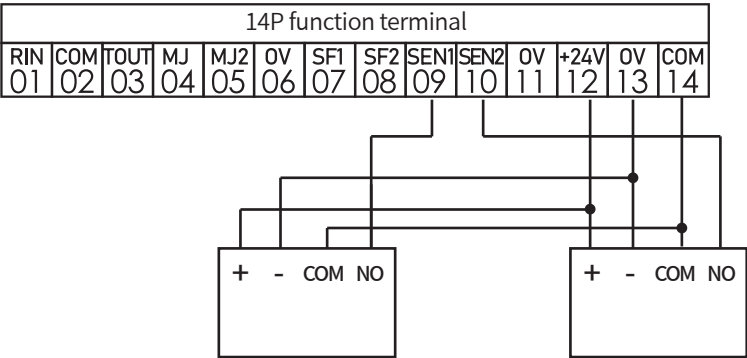 14P function terminal
RIN COM TOUT MJ MJ2 0V SF1 SF2 SEN1 SEN2 0V +24V 0V COM
01 02 03 04 05 06 07 08 09 10 11 12 13 14
+ - COM NO + - COM NO